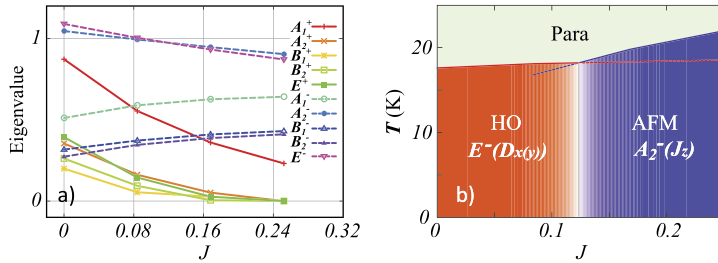 Eigenvalue
1
0
a)
0 0.08 0.16 0.24 0.32
J
A₁⁺
A₂⁺
B₁⁺
B₂⁺
E⁺
A₁⁻
A₂⁻
B₁⁻
B₂⁻
E⁻
T (K)
20
10
0
Para
HO
E⁻(Dx(y))
AFM
A₂⁻(Jz)
b)
0 0.1 0.2
J